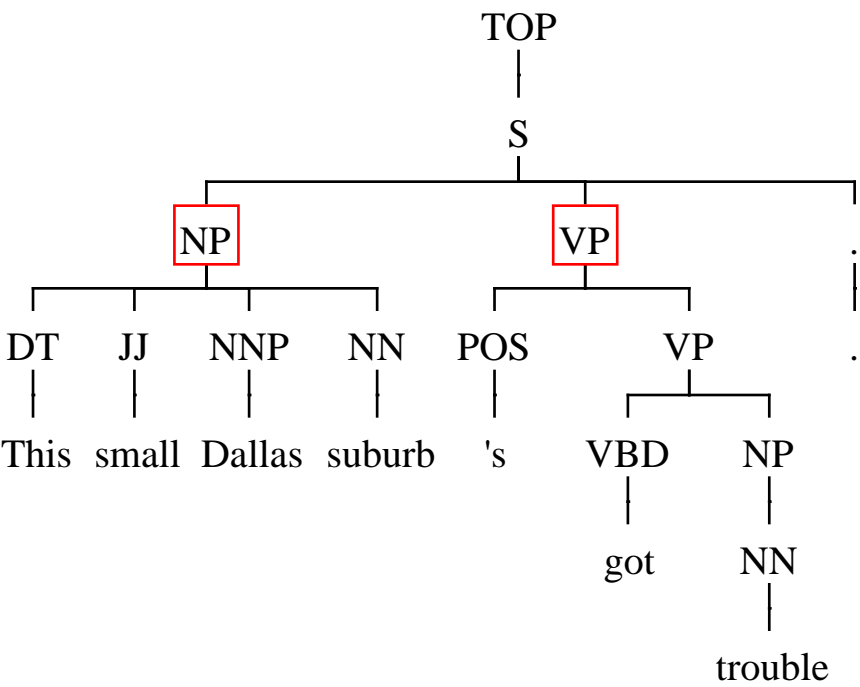 TOP
S
NP VP .
DT JJ NNP NN POS VP .
This small Dallas suburb 's VBD NP
got NN
trouble